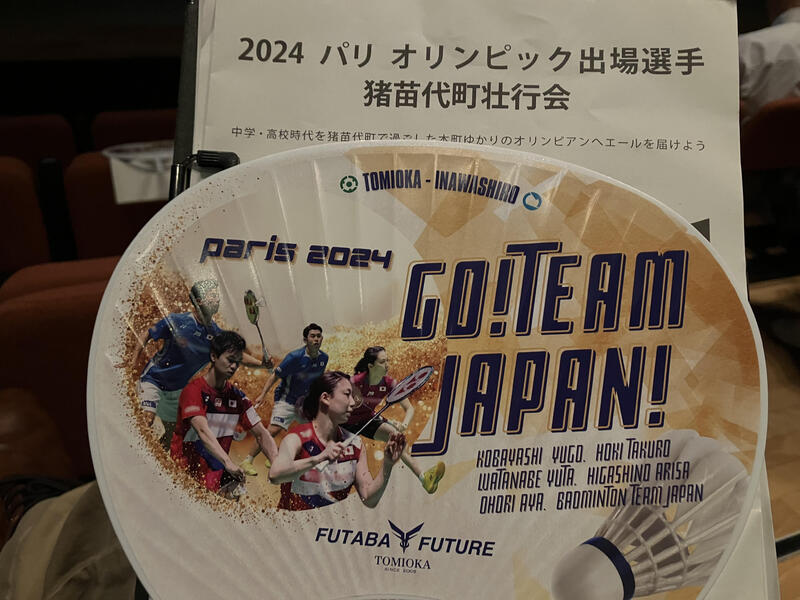 2024 パリ オリンピック出場選手
猪苗代町壮行会
中学・高校時代を猪苗代町で過ごした本町ゆかりのオリンピアンへエールを届けよう
TOMIOKA - INAWASHIRO
paris 2024
GO!TEAM
JAPAN!
KOBAYASHI YUGO. HOKI TAKURO
WATANABE YUTA. HIGASHINO ARISA
OHORI AYA. BADMINTON TEAM JAPAN
FUTABA FUTURE
TOMIOKA
SINCE 2006